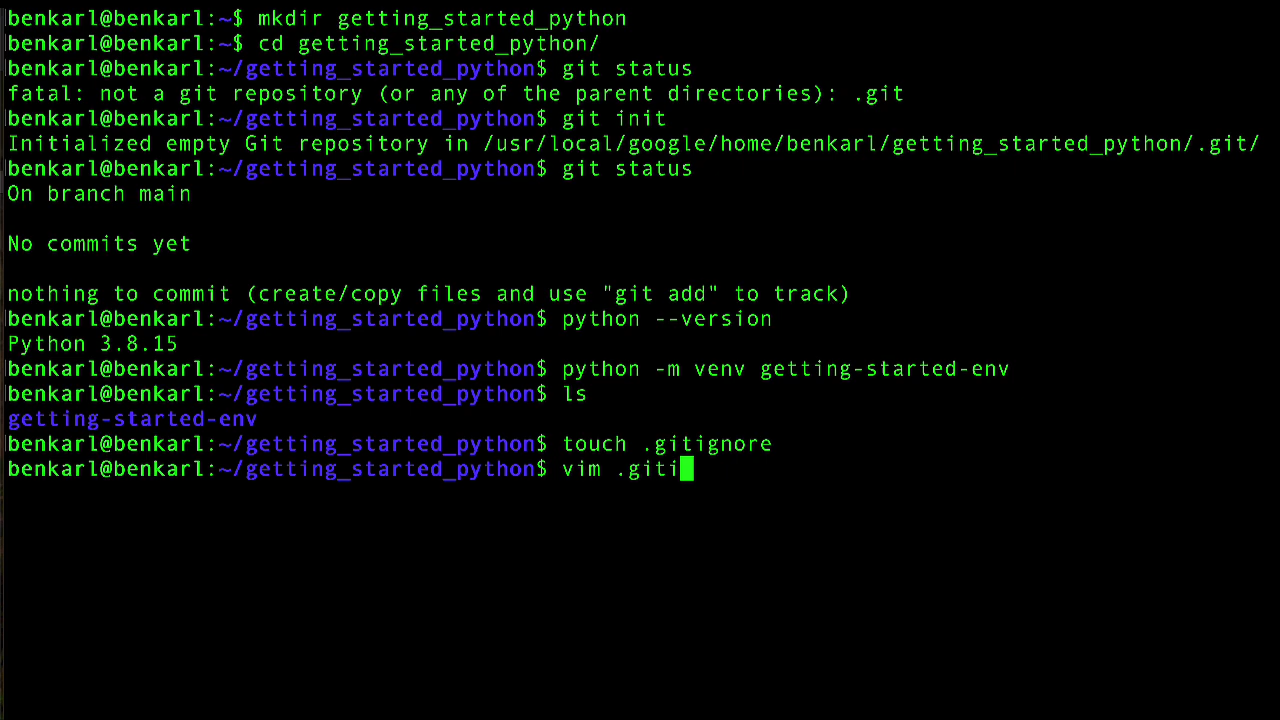 benkarl@benkarl:~$ mkdir getting_started_python
benkarl@benkarl:~$ cd getting_started_python/
benkarl@benkarl:~/getting_started_python$ git status
fatal: not a git repository (or any of the parent directories): .git
benkarl@benkarl:~/getting_started_python$ git init
Initialized empty Git repository in /usr/local/google/home/benkarl/getting_started_python/.git/
benkarl@benkarl:~/getting_started_python$ git status
On branch main
No commits yet
nothing to commit (create/copy files and use "git add" to track)
benkarl@benkarl:~/getting_started_python$ python --version
Python 3.8.15
benkarl@benkarl:~/getting_started_python$ python -m venv getting-started-env
benkarl@benkarl:~/getting_started_python$ ls
getting-started-env
benkarl@benkarl:~/getting_started_python$ touch .gitignore
benkarl@benkarl:~/getting_started_python$ vim .giti